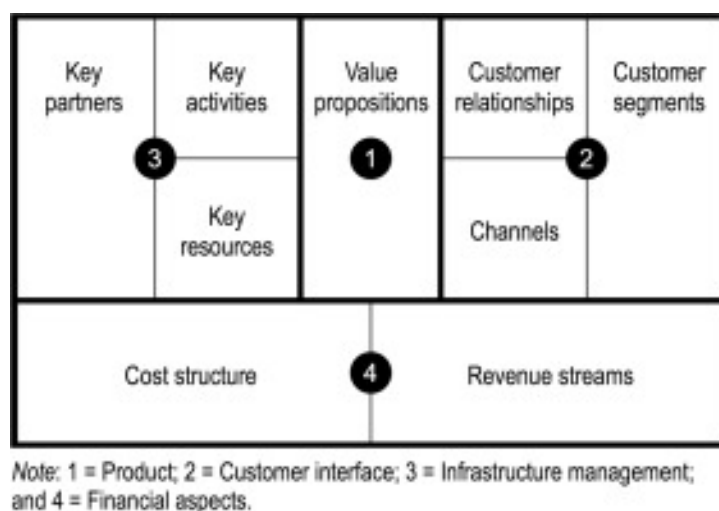 Key
partners
Key
activities
Value
propositions
Customer
relationships
Customer
segments
3
1
2
Key
resources
Channels
Cost structure
4
Revenue streams
Note: 1 = Product; 2 = Customer interface; 3 = Infrastructure management;
and 4 = Financial aspects.